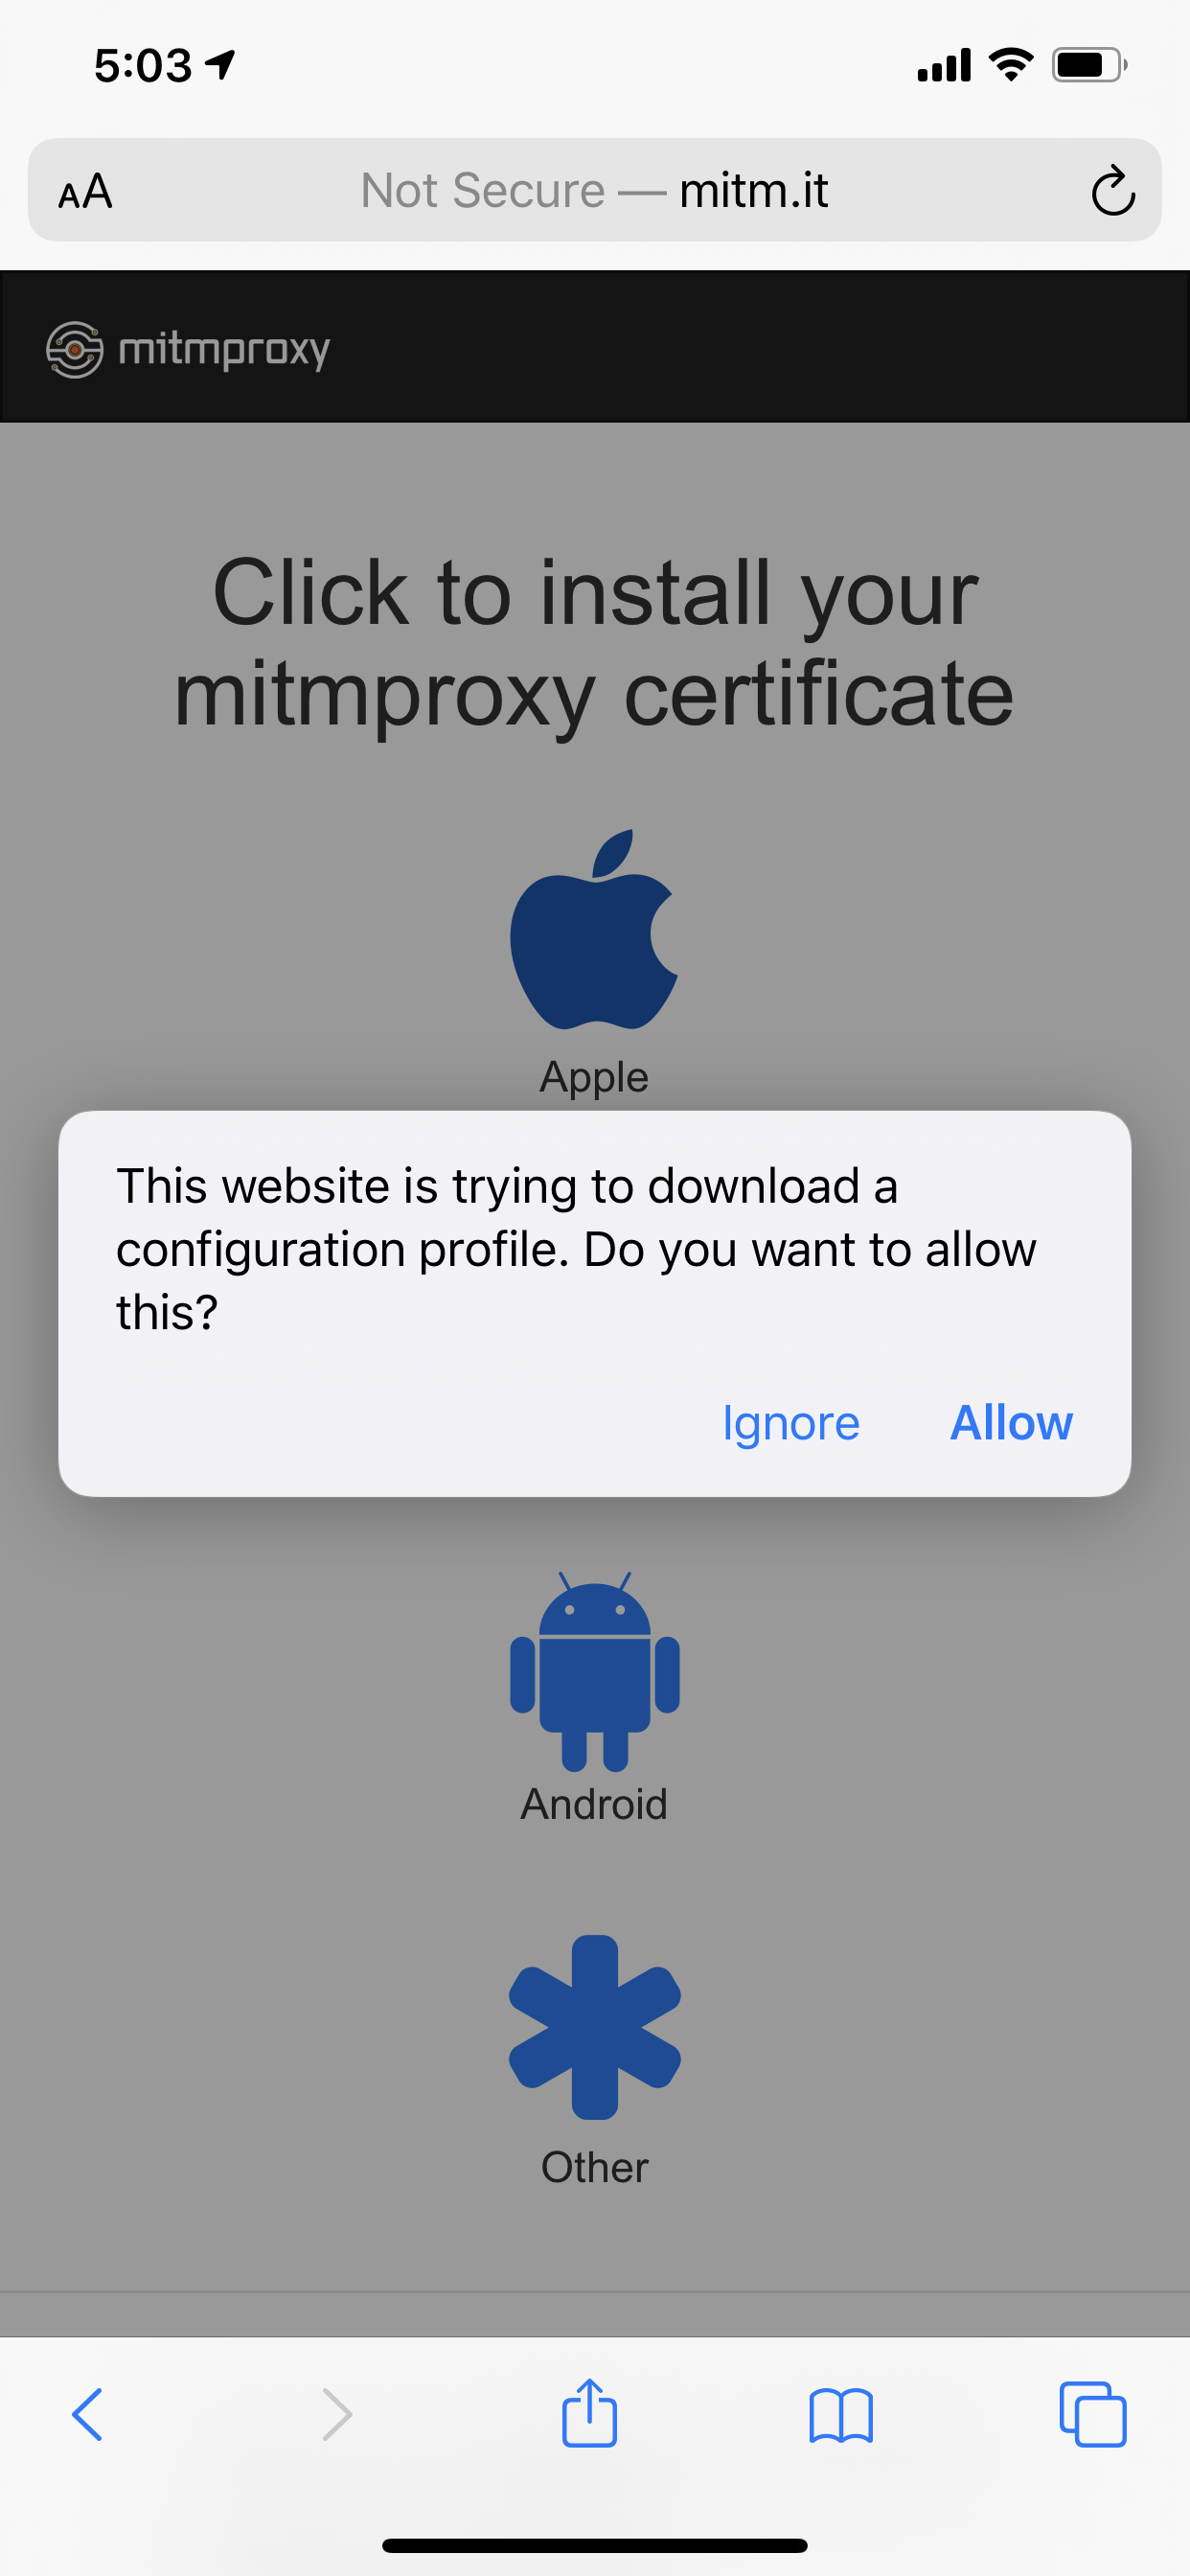 5:03
AA Not Secure — mitm.it
mitmproxy
Click to install your
mitmproxy certificate
Apple
This website is trying to download a
configuration profile. Do you want to allow
this?
Ignore Allow
Android
Other